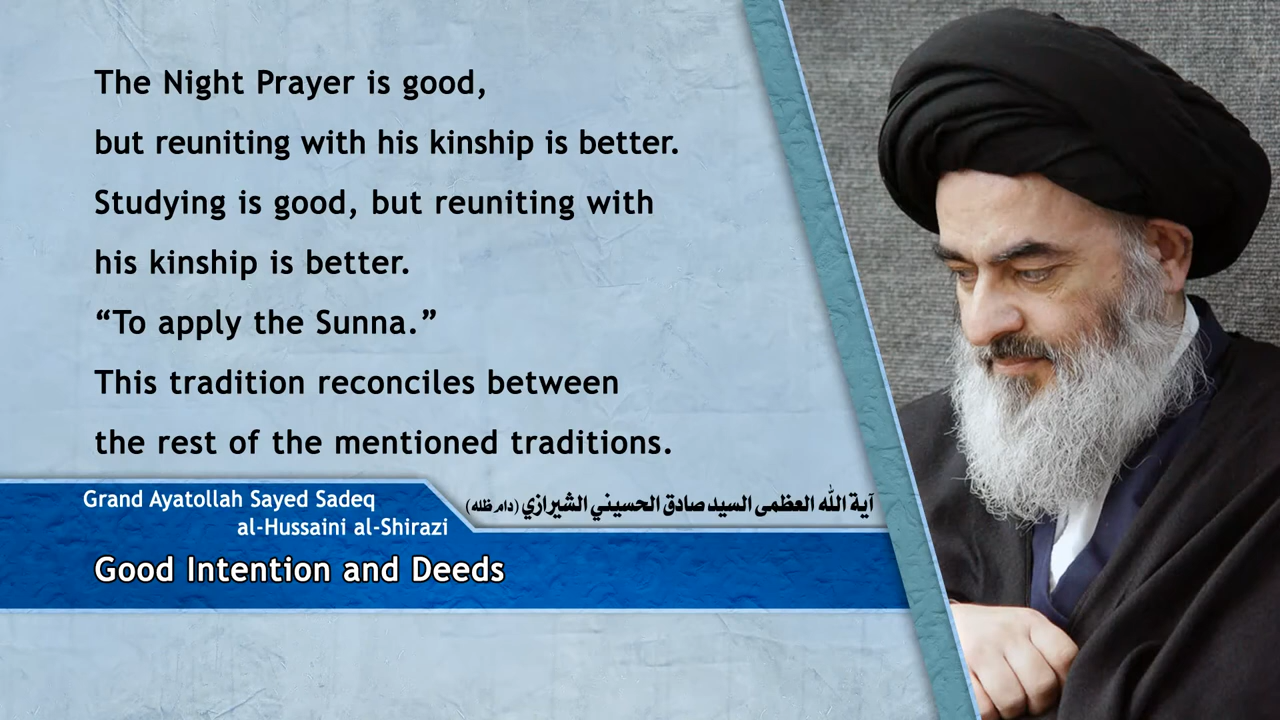 The Night Prayer is good,
but reuniting with his kinship is better.
Studying is good, but reuniting with
his kinship is better.
“To apply the Sunna.”
This tradition reconciles between
the rest of the mentioned traditions.
Grand Ayatollah Sayed Sadeq
al-Hussaini al-Shirazi
آية الله العظمى السيد صادق الحسيني الشيرازي (دام ظله)
Good Intention and Deeds